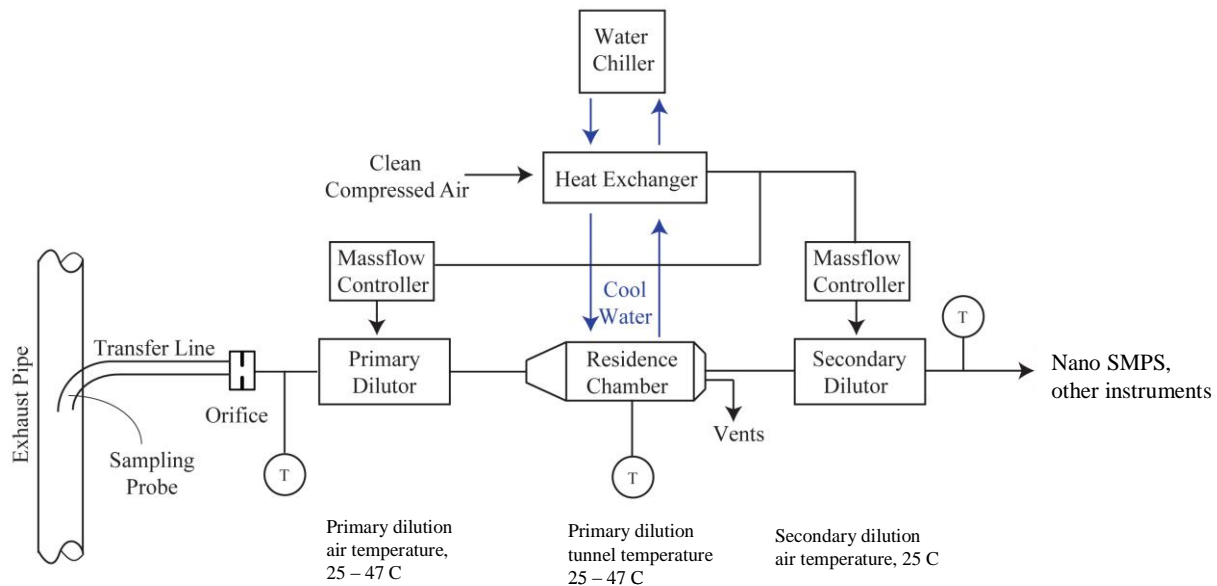 Water
Chiller
Clean
Compressed Air
Heat Exchanger
Massflow
Controller
Massflow
Controller
Cool
Water
T
Exhaust Pipe
Transfer Line
Primary
Dilutor
Residence
Chamber
Secondary
Dilutor
Nano SMPS,
other instruments
Orifice
Vents
Sampling
Probe
T
T
Primary dilution
air temperature,
25 – 47 C
Primary dilution
tunnel temperature
25 – 47 C
Secondary dilution
air temperature, 25 C